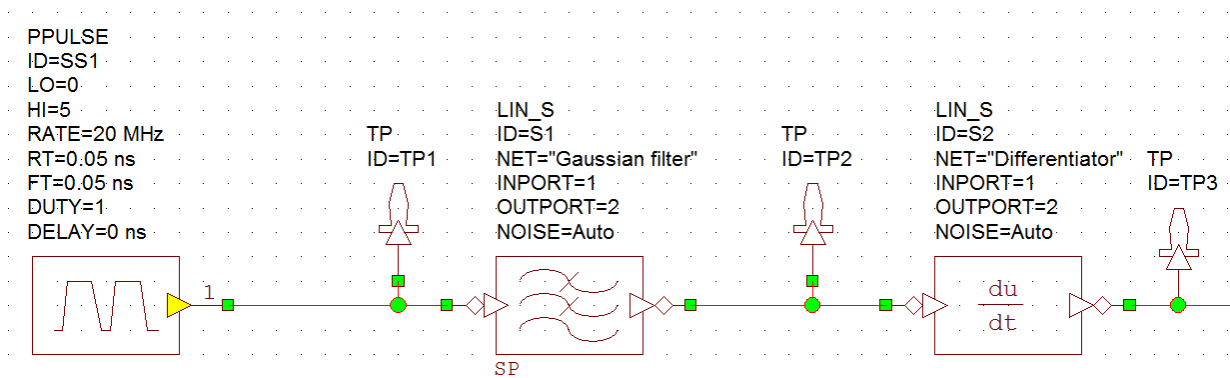 PPULSE
ID=SS1
LO=0
HI=5
RATE=20 MHz
RT=0.05 ns
FT=0.05 ns
DUTY=1
DELAY=0 ns
1
TP
ID=TP1
LIN_S
ID=S1
NET="Gaussian filter"
INPORT=1
OUTPORT=2
NOISE=Auto
SP
TP
ID=TP2
LIN_S
ID=S2
NET="Differentiator"
INPORT=1
OUTPORT=2
NOISE=Auto
du
dt
TP
ID=TP3